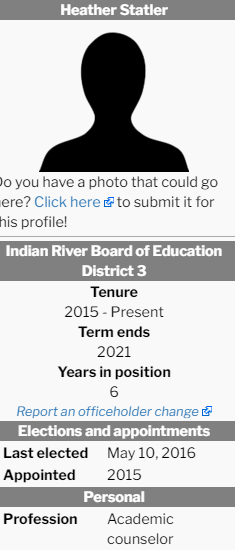 Heather Statler
Do you have a photo that could go
here? Click here to submit it for
this profile!
Indian River Board of Education
District 3
Tenure
2015 - Present
Term ends
2021
Years in position
6
Report an officeholder change
Elections and appointments
Last elected May 10, 2016
Appointed 2015
Personal
Profession Academic
counselor